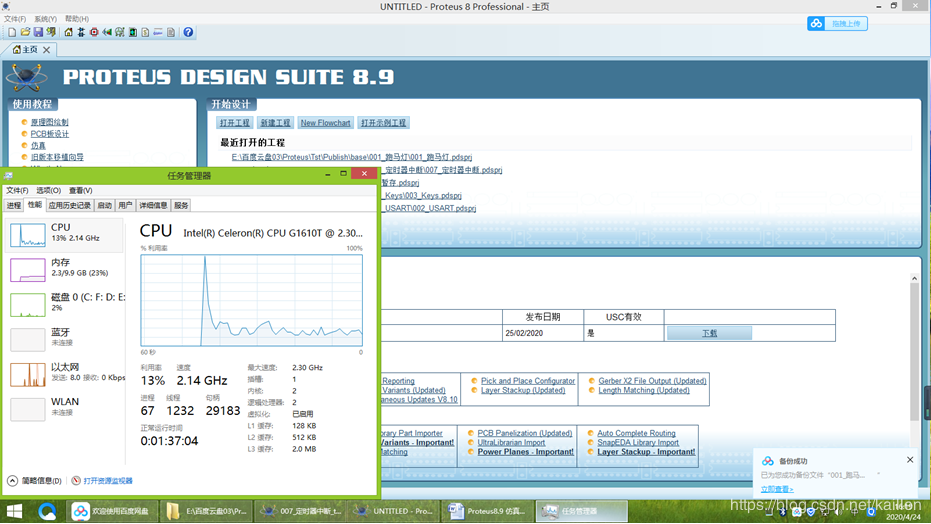 UNTITLED - Proteus 8 Professional - 主页
文件(F) 系统(Y) 帮助(H)
拖拽上传
主页
PROTEUS DESIGN SUITE 8.9
使用教程
原理图绘制
PCB板设计
仿真
旧新本移植向导
开始设计
打开工程 新建工程 New Flowchart 打开示例工程
最近打开的工程
E:\百度云盘03\Proteus\Tst\Publish\base\001_跑马灯\001_跑马灯.pdsprj
_定时器中断\007_定时器中断.pdsprj
暂存.pdsprj
_Keys\003_Keys.pdsprj
_USART\002_USART.pdsprj
任务管理器
文件(F) 选项(O) 查看(V)
进程 性能 应用历史记录 启动 用户 详细信息 服务
CPU
13% 2.14 GHz
内存
2.3/9.9 GB (23%)
磁盘 0 (C: F: D: E:
2%
蓝牙
未连接
以太网
发送: 8.0 接收: 0 Kbps
WLAN
未连接
CPU Intel(R) Celeron(R) CPU G1610T @ 2.30...
% 利用率 100%
60 秒 0
利用率 速度
13% 2.14 GHz
进程 线程 句柄
67 1232 29183
正常运行时间
0:01:37:04
最大速度: 2.30 GHz
插槽: 1
内核: 2
逻辑处理器: 2
虚拟化: 已启用
L1 缓存: 128 KB
L2 缓存: 512 KB
L3 缓存: 2.0 MB
简略信息(D) 打开资源监视器
发布日期 USC有效
25/02/2020 是 下载
Reporting
Variants (Updated)
aneous Updates V8.10
Pick and Place Configurator
Layer Stackup (Updated)
Gerber X2 File Output (Updated)
Length Matching (Updated)
rary Part Importer
Variants - Important!
Matching
PCB Panelization (Updated)
UltraLibrarian Import
Power Planes - Important!
Auto Complete Routing
SnapEDA Library Import
Layer Stackup - Important!
备份成功
已为您成功备份文件“001_跑马... ”
立即查看>
欢迎使用百度网盘 E:\百度云盘03\Pr... 007_定时器中断_t... UNTITLED - Pro... Proteus8.9 仿真... 任务管理器
2020/4/24